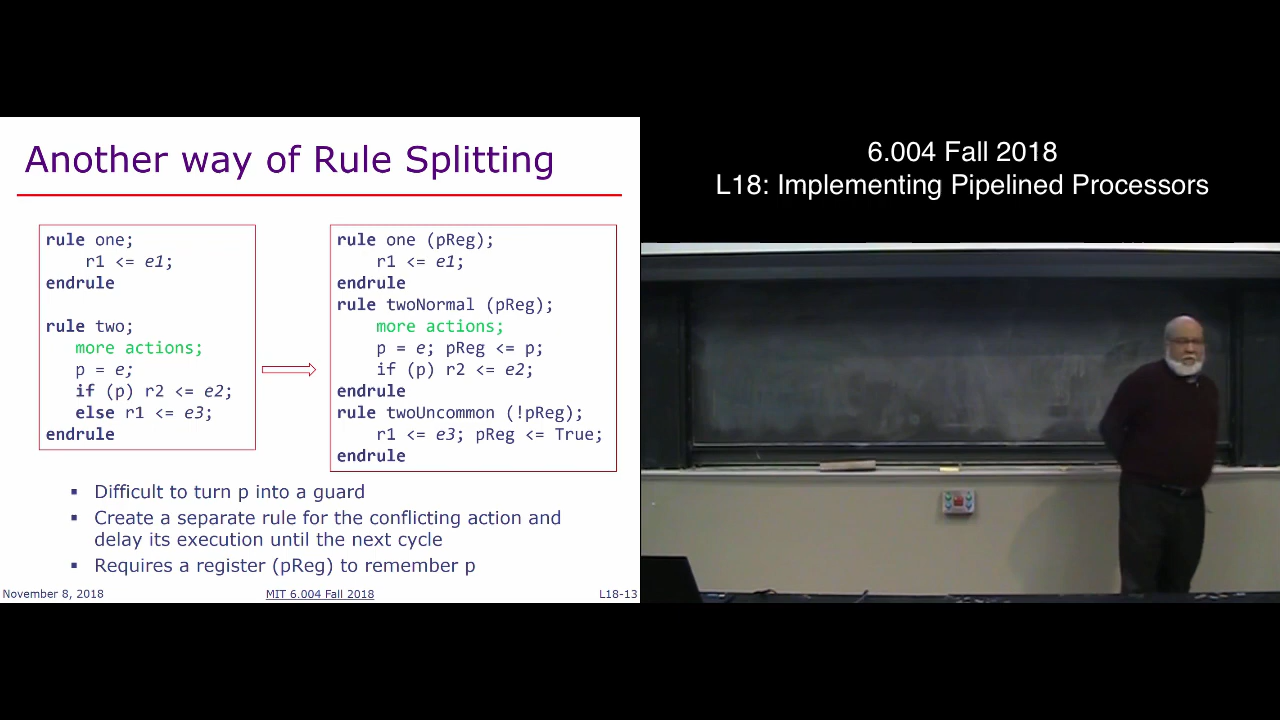 Another way of Rule Splitting
rule one;
r1 <= e1;
endrule
rule two;
more actions;
p = e;
if (p) r2 <= e2;
else r1 <= e3;
endrule
rule one (pReg);
r1 <= e1;
endrule
rule twoNormal (pReg);
more actions;
p = e; pReg <= p;
if (p) r2 <= e2;
endrule
rule twoUncommon (!pReg);
r1 <= e3; pReg <= True;
endrule
▪ Difficult to turn p into a guard
▪ Create a separate rule for the conflicting action and
delay its execution until the next cycle
▪ Requires a register (pReg) to remember p
November 8, 2018
MIT 6.004 Fall 2018
L18-13
6.004 Fall 2018
L18: Implementing Pipelined Processors